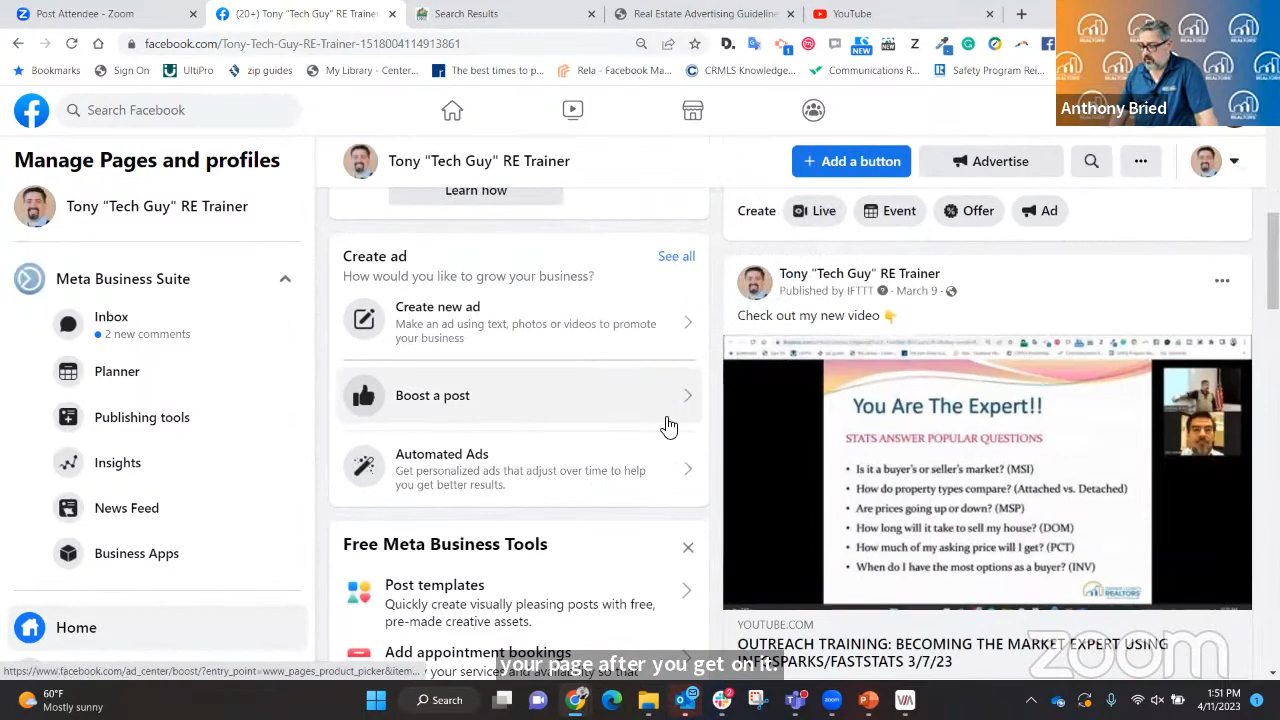 Post Attendee - Zoom
(20+) Tony "Tech Guy" RE Traine
Search Results
Real Estate Advertising Guideline
YouTube
facebook.com/Tony-Tech-Guy-RE-Trainer-
Bookmarks
Sign On
UltiPro
zip guides
My Library - Center...
The best time to p...
Rela - Facebook Ma...
CRMLS Knowledge...
Communications R...
Safety Program Rei
Anthony Bried
Search Facebook
Manage Pages and profiles
Tony "Tech Guy" RE Trainer
Meta Business Suite
Inbox
2 new comments
Planner
Publishing tools
Insights
News Feed
Business Apps
Home
Tony "Tech Guy" RE Trainer
+ Add a button
Advertise
Learn now
Create ad
See all
How would you like to grow your business?
Create new ad
Make an ad using text, photos or videos to promote
your business
Boost a post
Automated Ads
Get personalized ads that adjust over time to help
you get better results.
Free Meta Business Tools
Post templates
Quickly create visually pleasing posts with free,
pre-made creative assets.
Add appointment bookings
your service and availability so that
Create
Live
Event
Offer
Ad
Tony "Tech Guy" RE Trainer
Published by IFTTT
March 9
Check out my new video 👇
You Are The Expert!!
STATS ANSWER POPULAR QUESTIONS
• Is it a buyer's or seller's market? (MSI)
• How do property types compare? (Attached vs. Detached)
• Are prices going up or down? (MSP)
• How long will it take to sell my house? (DOM)
• How much of my asking price will I get? (PCT)
• When do I have the most options as a buyer? (INV)
YOUTUBE.COM
OUTREACH TRAINING: BECOMING THE MARKET EXPERT USING
INFOSPARKS/FASTSTATS 3/7/23
your page after you get on it.
zoom
https://www.facebook.com/ad_center/boost/?entry_point=www_pages_product_picker&item...
60°F
Mostly sunny
Search
1:51 PM
4/11/2023